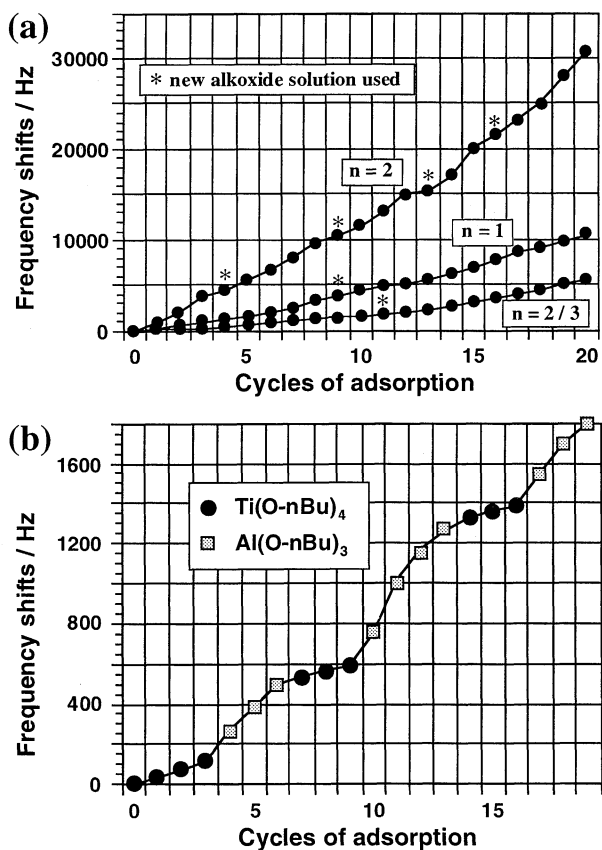 (a)
30000
20000
10000
0
Frequency shifts / Hz
* new alkoxide solution used
n = 2
n = 1
n = 2 / 3
* * * *
* *
0 5 10 15 20
Cycles of adsorption
(b)
1600
1200
800
400
0
Frequency shifts / Hz
Ti(O-nBu)₄
Al(O-nBu)₃
0 5 10 15
Cycles of adsorption